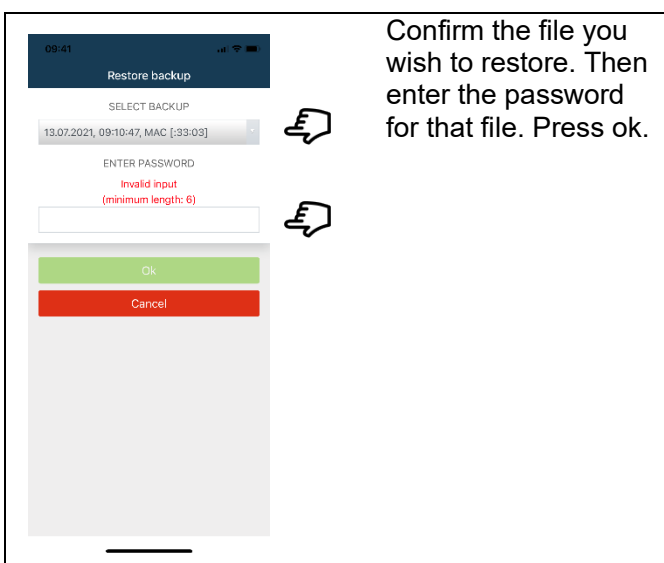 09:41
Restore backup
SELECT BACKUP
13.07.2021, 09:10:47, MAC [:33:03]
ENTER PASSWORD
Invalid input
(minimum length: 6)
Ok
Cancel
Confirm the file you
wish to restore. Then
enter the password
for that file. Press ok.